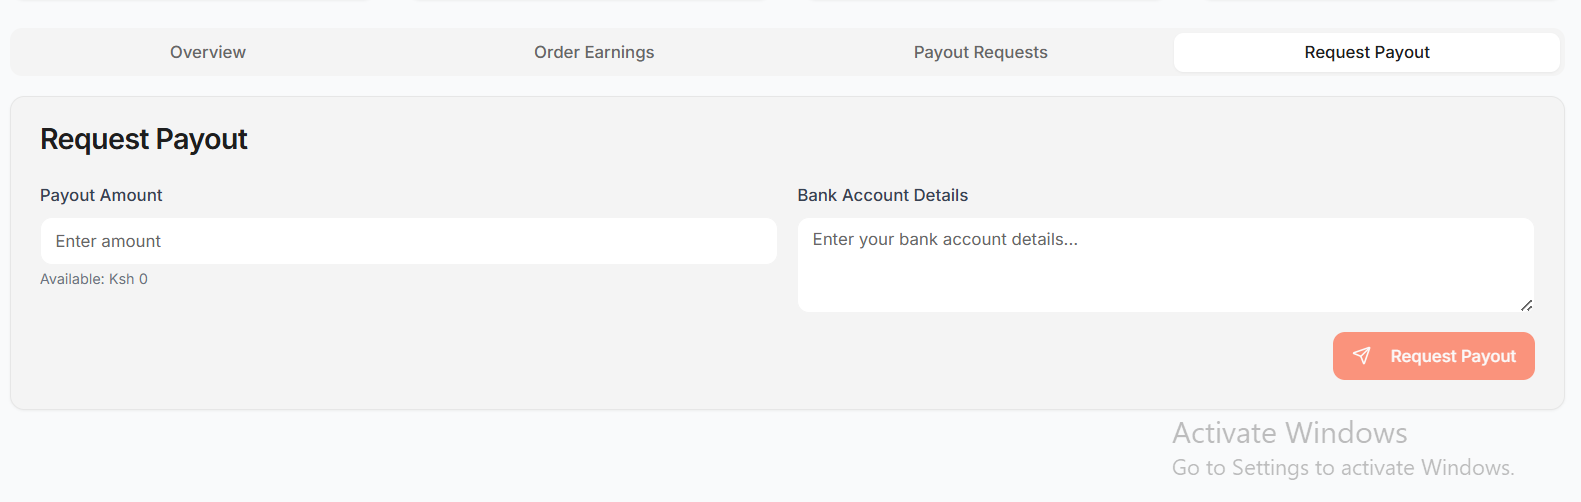 Overview
Order Earnings
Payout Requests
Request Payout
Request Payout
Payout Amount
Enter amount
Available: Ksh 0
Bank Account Details
Enter your bank account details...
Request Payout
Activate Windows
Go to Settings to activate Windows.